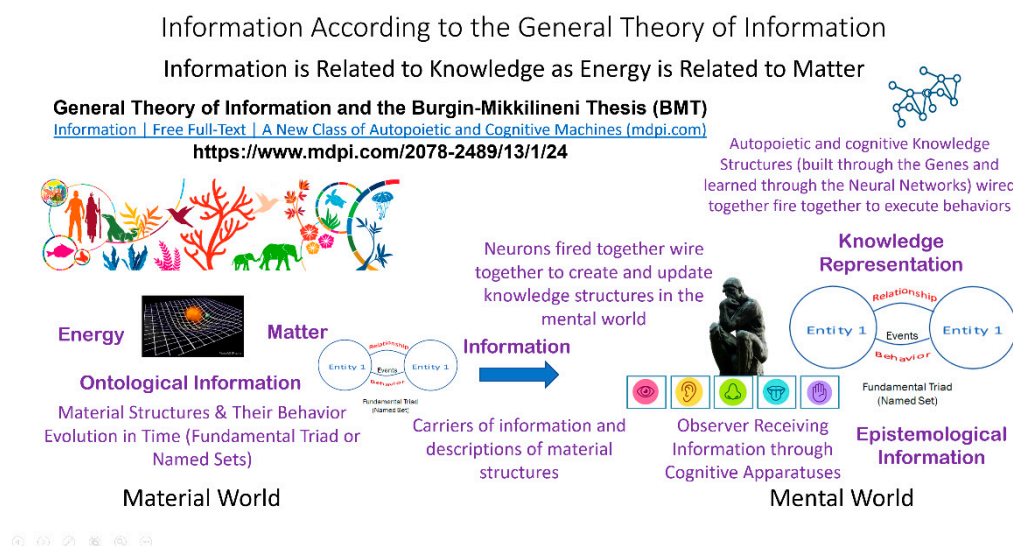 Information According to the General Theory of Information
Information is Related to Knowledge as Energy is Related to Matter
General Theory of Information and the Burgin-Mikkilineni Thesis (BMT)
Information | Free Full-Text | A New Class of Autopoietic and Cognitive Machines (mdpi.com)
https://www.mdpi.com/2078-2489/13/1/24
Autopoietic and cognitive Knowledge
Structures (built through the Genes and
learned through the Neural Networks) wired
together fire together to execute behaviors
Neurons fired together wire
together to create and update
knowledge structures in the
mental world
Knowledge
Representation
Relationship
Entity 1
Events
Entity 1
Behavior
Fundamental Triad
(Named Set)
Energy
Matter
Relationship
Entity 1
Events
Entity 1
Behavior
Fundamental Triad
(Named Set)
Information
Ontological Information
Material Structures & Their Behavior
Evolution in Time (Fundamental Triad or
Named Sets)
Carriers of information and
descriptions of material
structures
Observer Receiving
Information through
Cognitive Apparatuses
Epistemological
Information
Material World
Mental World